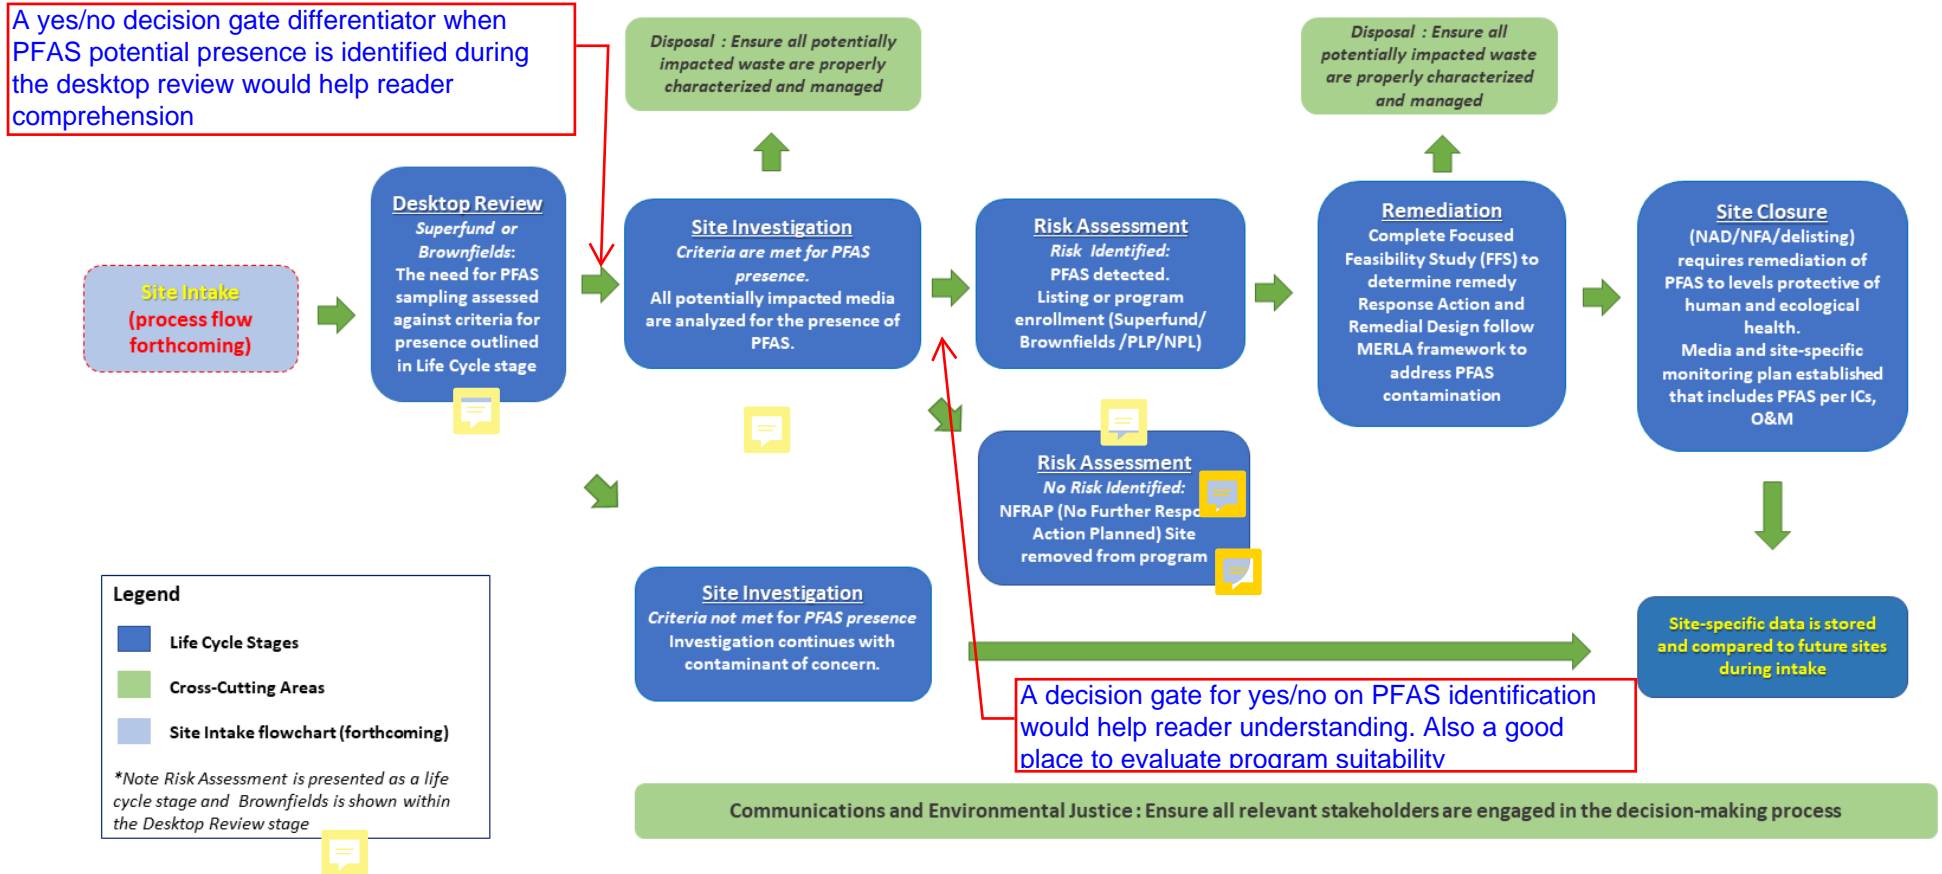 A yes/no decision gate differentiator when
PFAS potential presence is identified during
the desktop review would help reader
comprehension
Disposal : Ensure all potentially
impacted waste are properly
characterized and managed
Disposal : Ensure all
potentially impacted waste
are properly characterized
and managed
Site Intake
(process flow
forthcoming)
Desktop Review
Superfund or
Brownfields:
The need for PFAS
sampling assessed
against criteria for
presence outlined
in Life Cycle stage
Site Investigation
Criteria are met for PFAS
presence.
All potentially impacted media
are analyzed for the presence of
PFAS.
Risk Assessment
Risk Identified:
PFAS detected.
Listing or program
enrollment (Superfund/
Brownfields /PLP/NPL)
Remediation
Complete Focused
Feasibility Study (FFS) to
determine remedy
Response Action and
Remedial Design follow
MERLA framework to
address PFAS
contamination
Site Closure
(NAD/NFA/delisting)
requires remediation of
PFAS to levels protective of
human and ecological
health.
Media and site-specific
monitoring plan established
that includes PFAS per ICs,
O&M
Risk Assessment
No Risk Identified:
NFRAP (No Further
Action Planned) Site
removed from program
Site Investigation
Criteria not met for PFAS presence
Investigation continues with
contaminant of concern.
Site-specific data is stored
and compared to future sites
during intake
A decision gate for yes/no on PFAS identification
would help reader understanding. Also a good
place to evaluate program suitability
Legend
Life Cycle Stages
Cross-Cutting Areas
Site Intake flowchart (forthcoming)
*Note Risk Assessment is presented as a life
cycle stage and Brownfields is shown within
the Desktop Review stage
Communications and Environmental Justice : Ensure all relevant stakeholders are engaged in the decision-making process